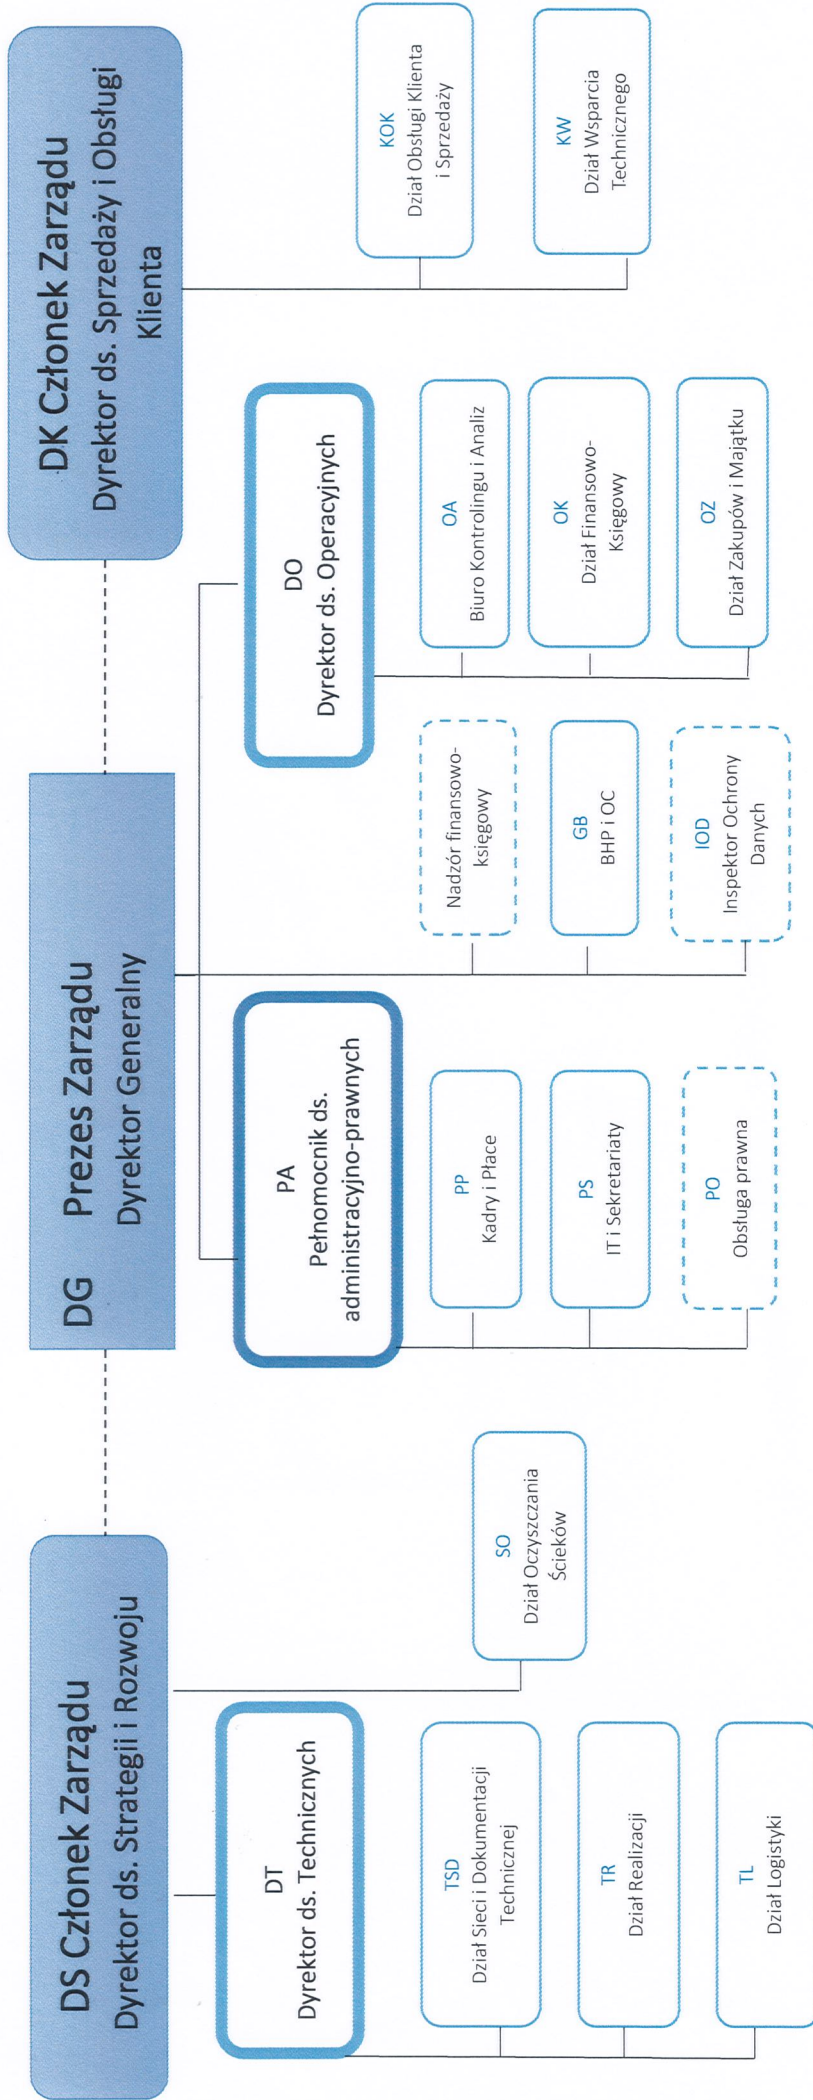 DS Członek Zarządu
Dyrektor ds. Strategii i Rozwoju
DG Prezes Zarządu
Dyrektor Generalny
DK Członek Zarządu
Dyrektor ds. Sprzedaży i Obsługi
Klienta
DT
Dyrektor ds. Technicznych
TSD
Dział Sieci i Dokumentacji
Technicznej
TR
Dział Realizacji
TL
Dział Logistyki
SO
Dział Oczyszczania
Ścieków
PA
Pełnomocnik ds.
administracyjno-prawnych
PP
Kadry i Płace
PS
IT i Sekretariaty
PO
Obsługa prawna
Nadzór finansowo-
księgowy
GB
BHP i OC
IOD
Inspektor Ochrony
Danych
DO
Dyrektor ds. Operacyjnych
OA
Biuro Kontrolingu i Analiz
OK
Dział Finansowo-
Księgowy
OZ
Dział Zakupów i Majątku
KOK
Dział Obsługi Klienta
i Sprzedaży
KW
Dział Wsparcia
Technicznego